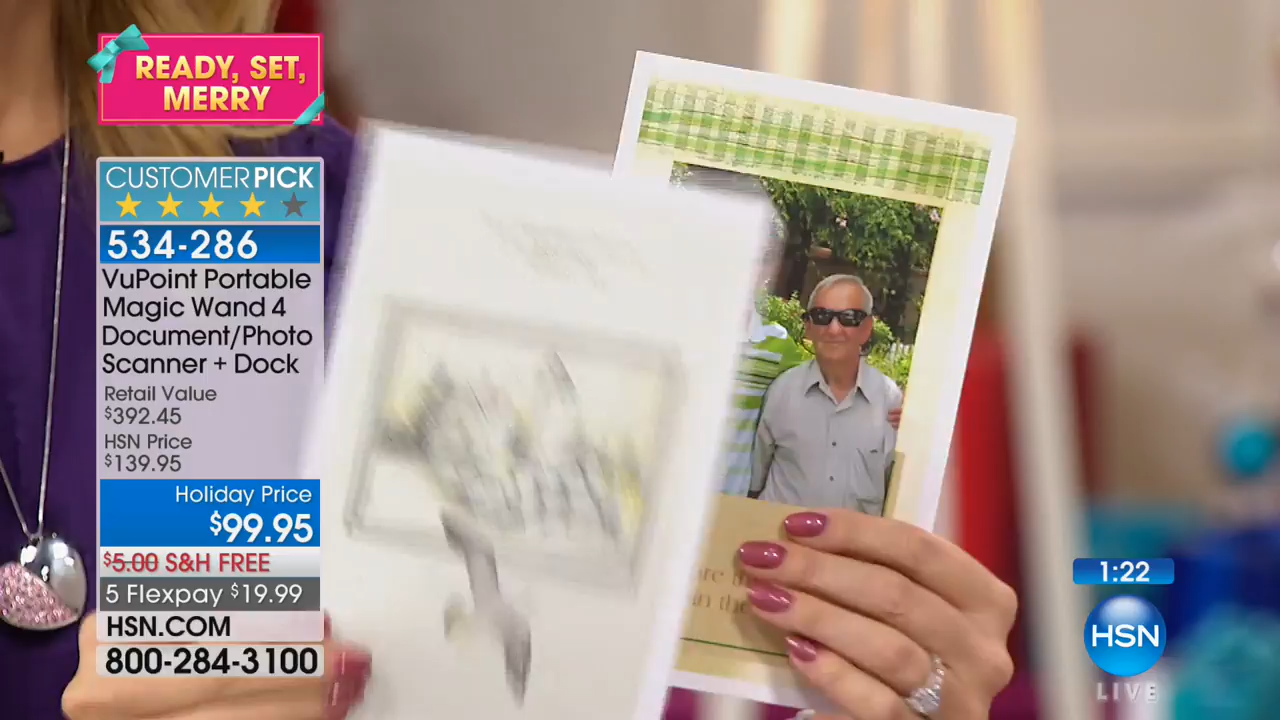 READY, SET,
MERRY
CUSTOMER PICK
534-286
VuPoint Portable
Magic Wand 4
Document/Photo
Scanner + Dock
Retail Value
$392.45
HSN Price
$139.95
Holiday Price
$99.95
$5.00 S&H FREE
5 Flexpay $19.99
HSN.COM
800-284-3100
1:22
HSN
LIVE